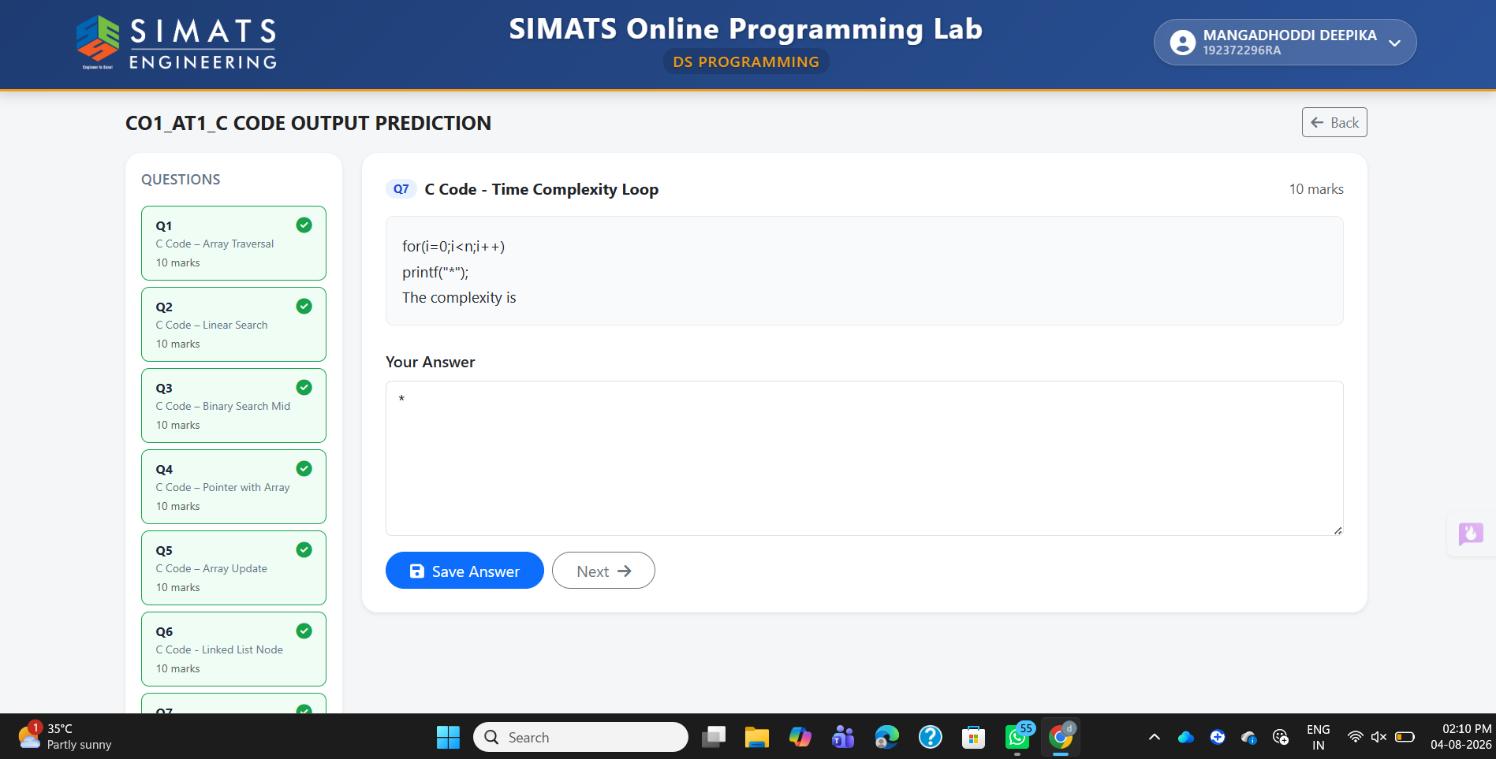 SIMATS
ENGINEERING
Engineer to Excel
SIMATS Online Programming Lab
DS PROGRAMMING
MANGADHODDI DEEPIKA
192372296RA
CO1_AT1_C CODE OUTPUT PREDICTION
← Back
QUESTIONS
Q1
C Code – Array Traversal
10 marks
Q2
C Code – Linear Search
10 marks
Q3
C Code – Binary Search Mid
10 marks
Q4
C Code – Pointer with Array
10 marks
Q5
C Code – Array Update
10 marks
Q6
C Code - Linked List Node
10 marks
Q7
Q7 C Code - Time Complexity Loop
10 marks
for(i=0;i<n;i++)
printf("*");
The complexity is
Your Answer
*
Save Answer
Next →
1
35°C
Partly sunny
Search
55
d
ENG
IN
02:10 PM
04-08-2026